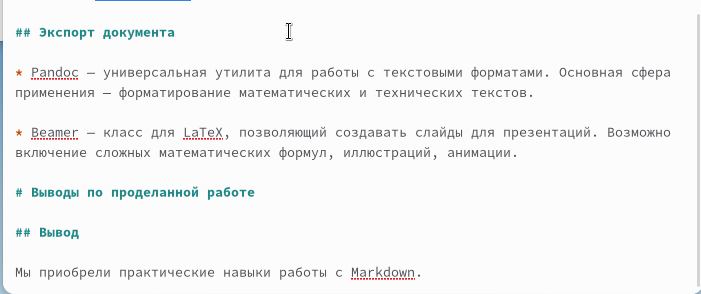 ## Экспорт документа
* Pandoc — универсальная утилита для работы с текстовыми форматами. Основная сфера
применения — форматирование математических и технических текстов.
* Beamer — класс для LaTeX, позволяющий создавать слайды для презентаций. Возможно
включение сложных математических формул, иллюстраций, анимации.
# Выводы по проделанной работе
## Вывод
Мы приобрели практические навыки работы с Markdown.